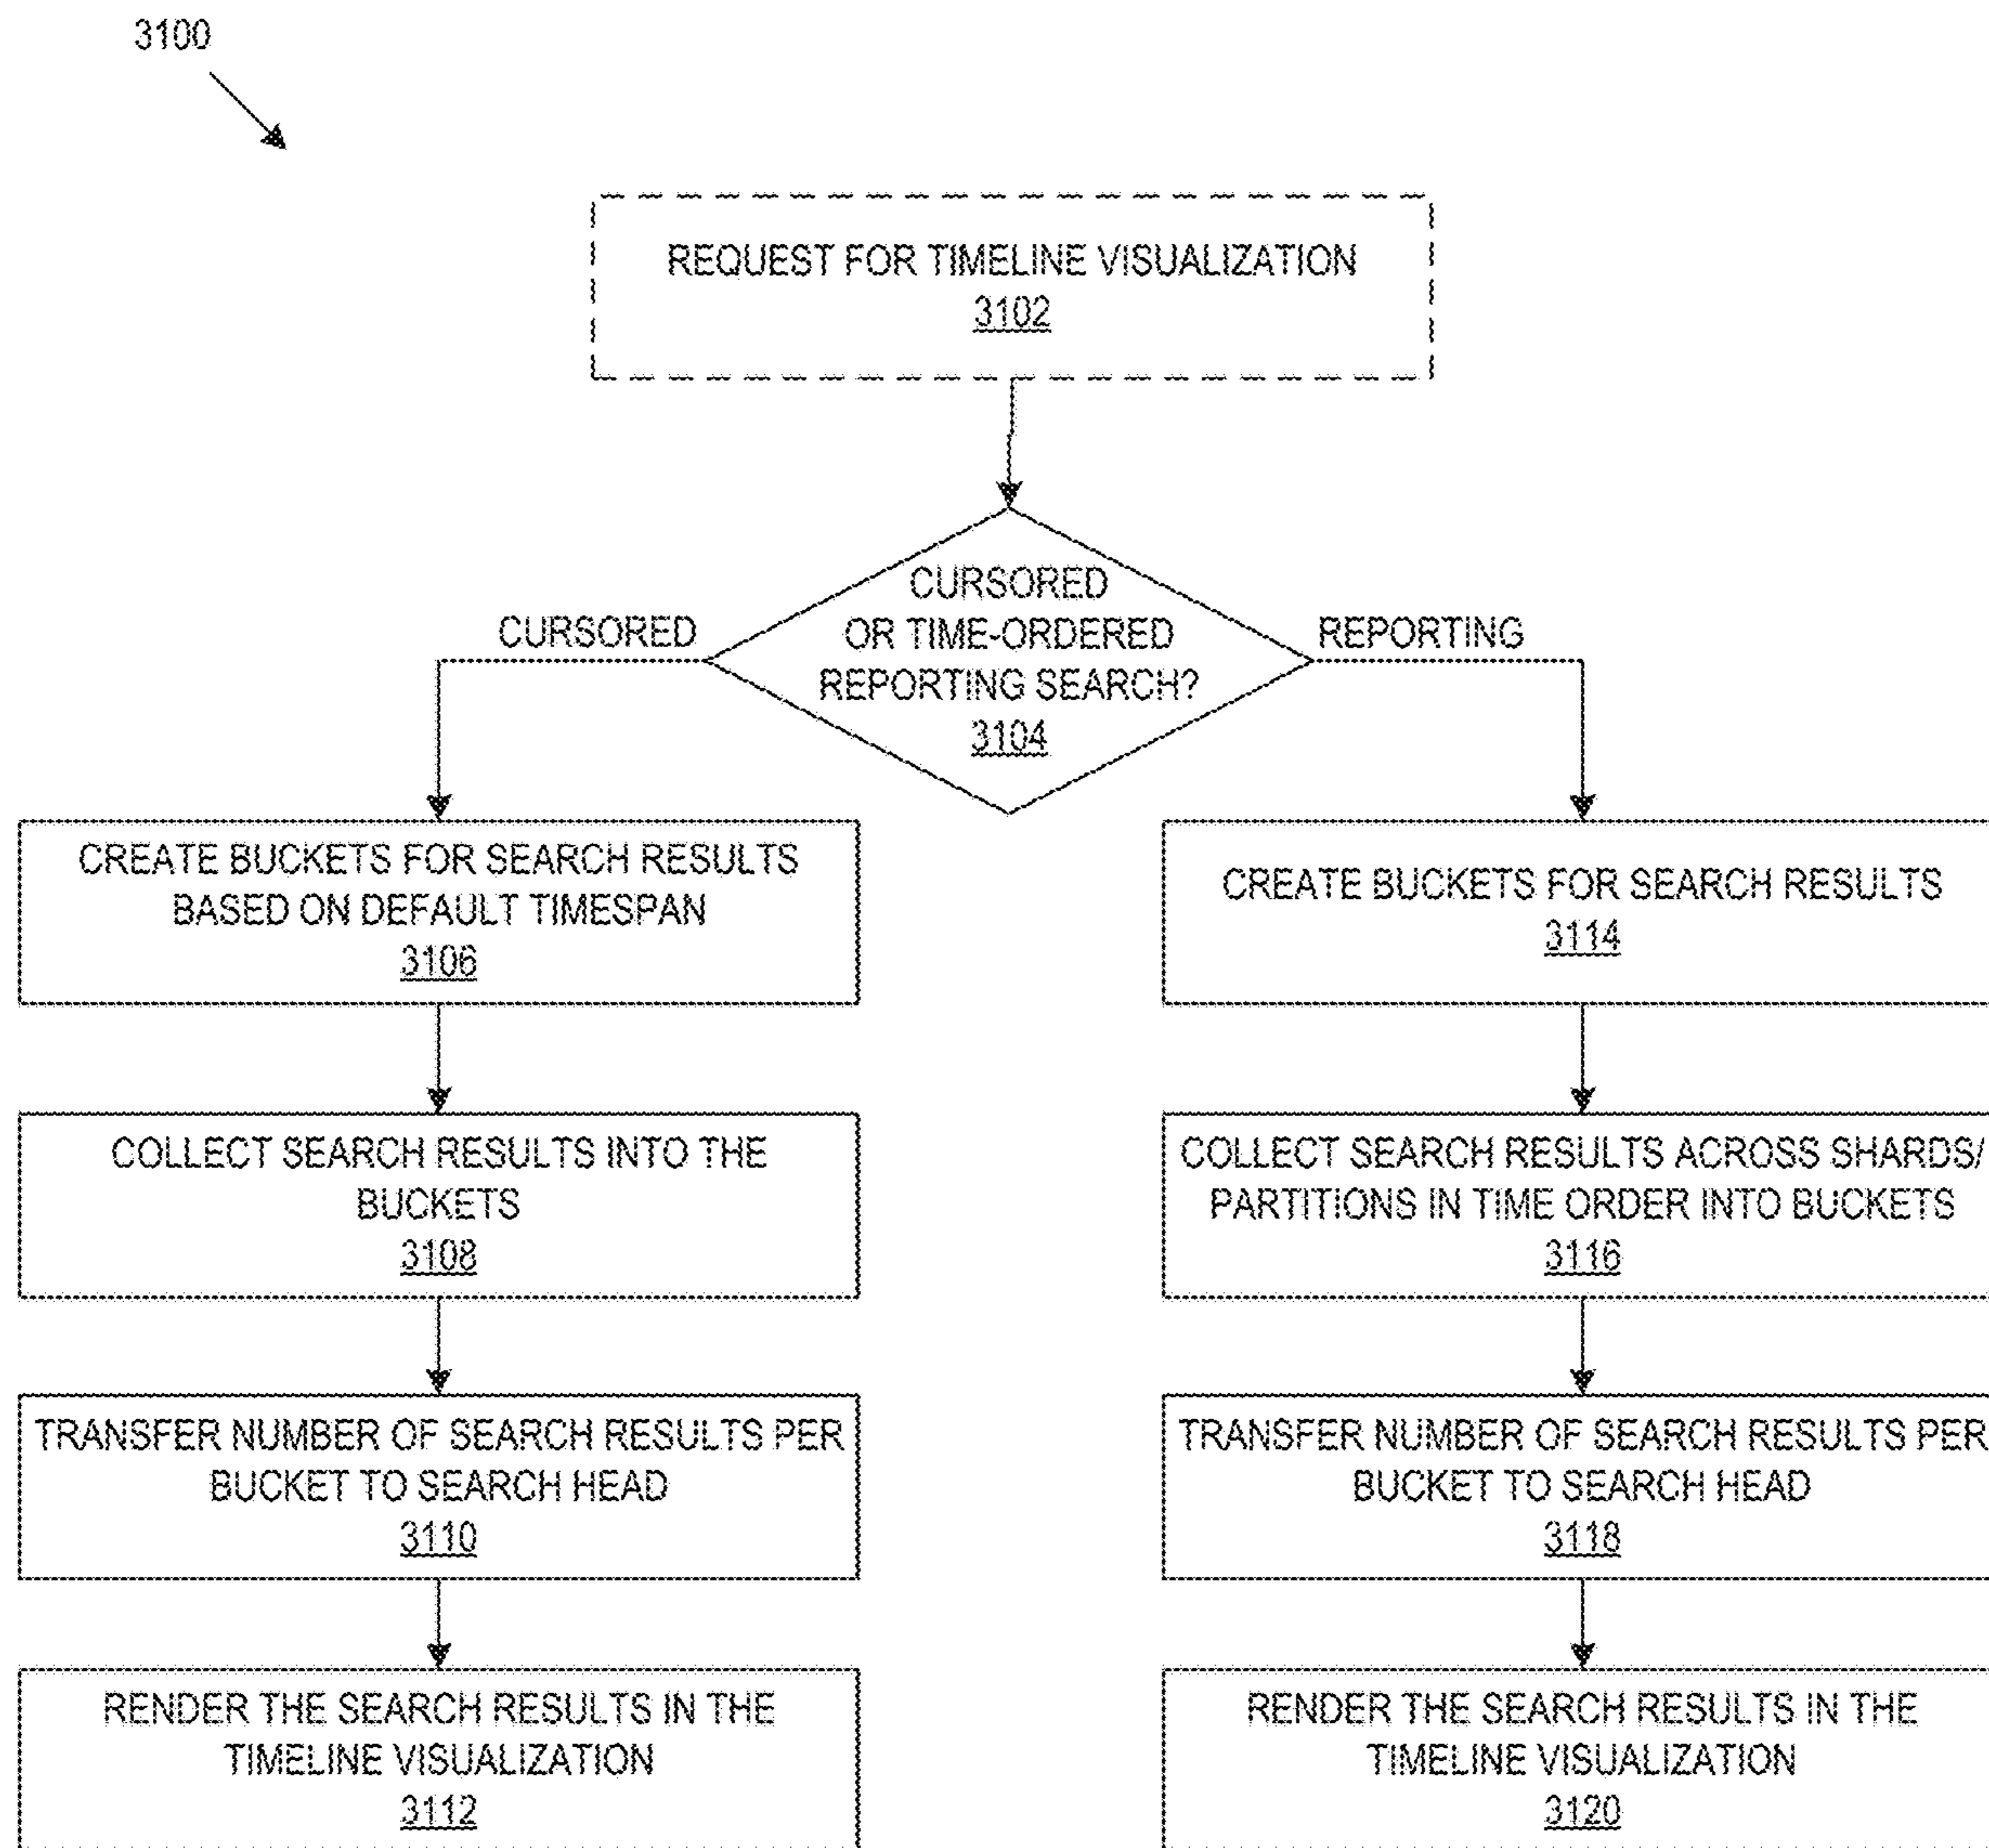 3100
REQUEST FOR TIMELINE VISUALIZATION
3102
CURSORED
OR TIME-ORDERED
REPORTING SEARCH?
3104
CURSORED
REPORTING
CREATE BUCKETS FOR SEARCH RESULTS
BASED ON DEFAULT TIMESPAN
3106
COLLECT SEARCH RESULTS INTO THE
BUCKETS
3108
TRANSFER NUMBER OF SEARCH RESULTS PER
BUCKET TO SEARCH HEAD
3110
RENDER THE SEARCH RESULTS IN THE
TIMELINE VISUALIZATION
3112
CREATE BUCKETS FOR SEARCH RESULTS
3114
COLLECT SEARCH RESULTS ACROSS SHARDS/
PARTITIONS IN TIME ORDER INTO BUCKETS
3116
TRANSFER NUMBER OF SEARCH RESULTS PER
BUCKET TO SEARCH HEAD
3118
RENDER THE SEARCH RESULTS IN THE
TIMELINE VISUALIZATION
3120